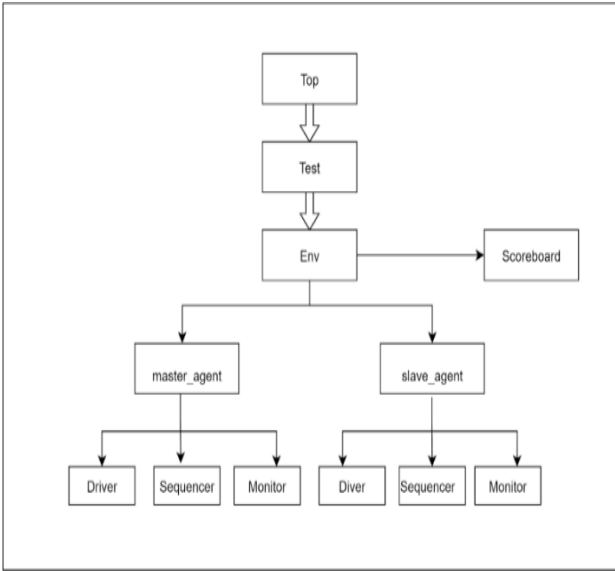 Top
Test
Env
Scoreboard
master_agent
slave_agent
Driver
Sequencer
Monitor
Diver
Sequencer
Monitor